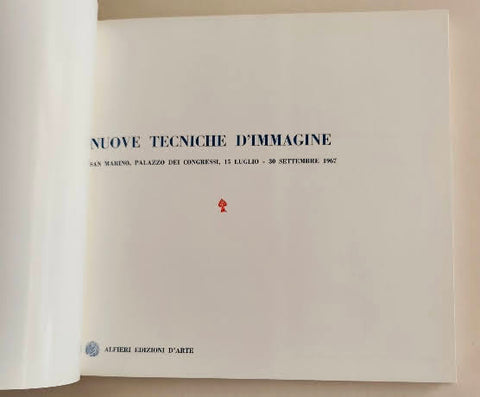 NUOVE TECNICHE D'IMMAGINE
SAN MARINO, PALAZZO DEI CONGRESSI, 15 LUGLIO - 30 SETTEMBRE 1967
ALFIERI EDIZIONI D'ARTE